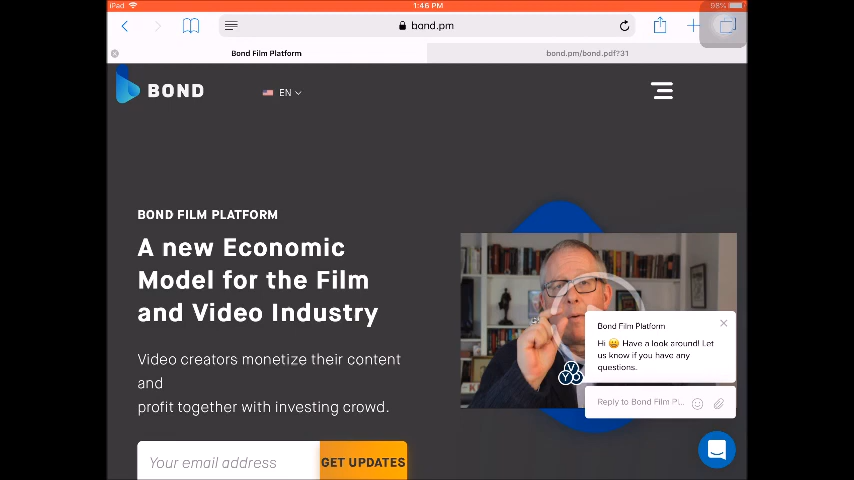 iPad
1:46 PM
98%
bond.pm
Bond Film Platform
bond.pm/bond.pdf?31
BOND
EN
BOND FILM PLATFORM
A new Economic
Model for the Film
and Video Industry
Video creators monetize their content
and
profit together with investing crowd.
Your email address
GET UPDATES
Bond Film Platform
Hi 😀 Have a look around! Let
us know if you have any
questions.
Reply to Bond Film Pl...